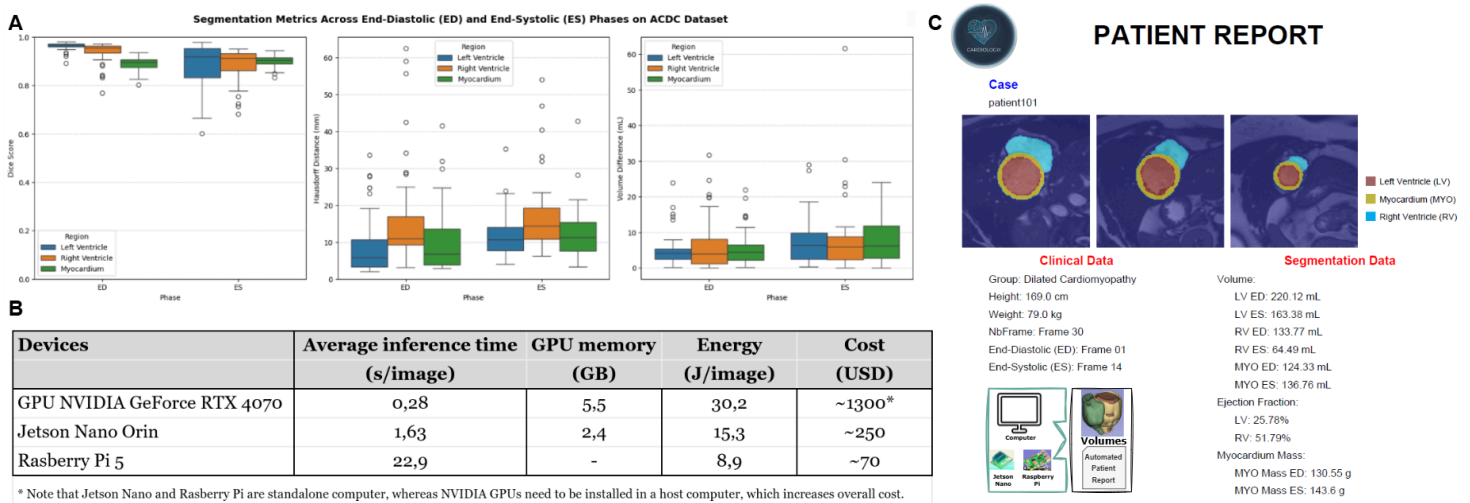 A
Segmentation Metrics Across End-Diastolic (ED) and End-Systolic (ES) Phases on ACDC Dataset
1.0
0.8
0.6
0.4
0.2
0.0
Dice Score
Region
Left Ventricle
Right Ventricle
Myocardium
ED
ES
Phase
60
50
40
30
20
10
0
Hausdorff Distance (mm)
Region
Left Ventricle
Right Ventricle
Myocardium
ED
ES
Phase
60
50
40
30
20
10
0
Volume Difference (mL)
Region
Left Ventricle
Right Ventricle
Myocardium
ED
ES
Phase
B
Devices Average inference time GPU memory Energy Cost
(s/image) (GB) (J/image) (USD)
GPU NVIDIA GeForce RTX 4070 0,28 5,5 30,2 ~1300*
Jetson Nano Orin 1,63 2,4 15,3 ~250
Rasberry Pi 5 22,9 - 8,9 ~70
* Note that Jetson Nano and Rasberry Pi are standalone computer, whereas NVIDIA GPUs need to be installed in a host computer, which increases overall cost.
C
CARDIOLOGIX
PATIENT REPORT
Case
patient101
Left Ventricle (LV)
Myocardium (MYO)
Right Ventricle (RV)
Clinical Data
Group: Dilated Cardiomyopathy
Height: 169.0 cm
Weight: 79.0 kg
NbFrame: Frame 30
End-Diastolic (ED): Frame 01
End-Systolic (ES): Frame 14
Computer
Jetson
Nano
Raspberry
Pi
Volumes
Automated
Patient
Report
Segmentation Data
Volume:
LV ED: 220.12 mL
LV ES: 163.38 mL
RV ED: 133.77 mL
RV ES: 64.49 mL
MYO ED: 124.33 mL
MYO ES: 136.76 mL
Ejection Fraction:
LV: 25.78%
RV: 51.79%
Myocardium Mass:
MYO Mass ED: 130.55 g
MYO Mass ES: 143.6 g